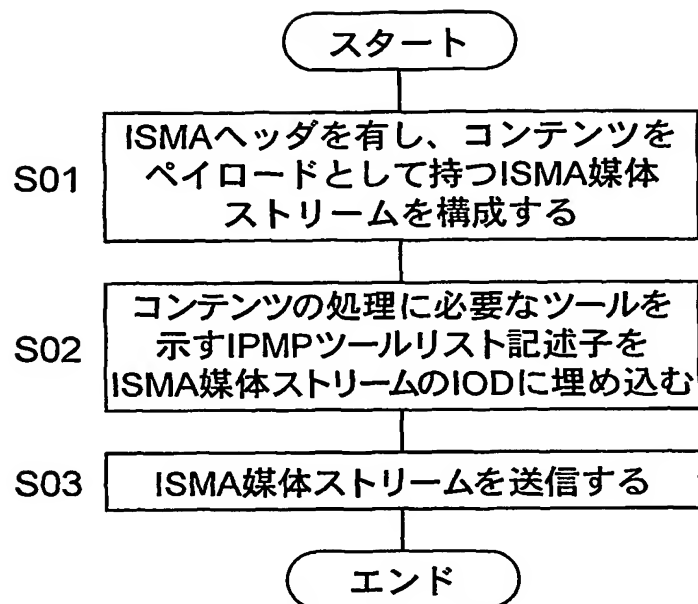 スタート
S01
ISMAヘッダを有し、コンテンツを
ペイロードとして持つISMA媒体
ストリームを構成する
S02
コンテンツの処理に必要なツールを
示すIPMPツールリスト記述子を
ISMA媒体ストリームのIODに埋め込む
S03
ISMA媒体ストリームを送信する
エンド